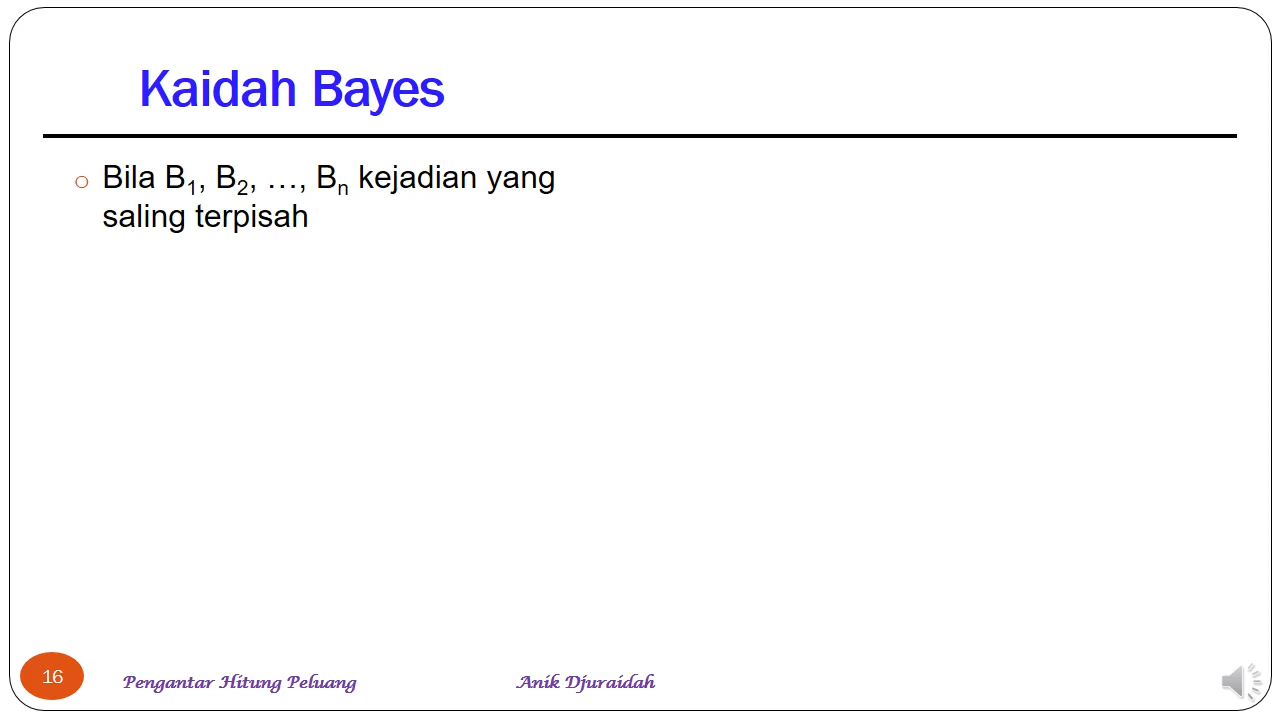 Kaidah Bayes
○ Bila B₁, B₂, …, Bₙ kejadian yang
saling terpisah
16 Pengantar Hitung Peluang Anik Djuraidah